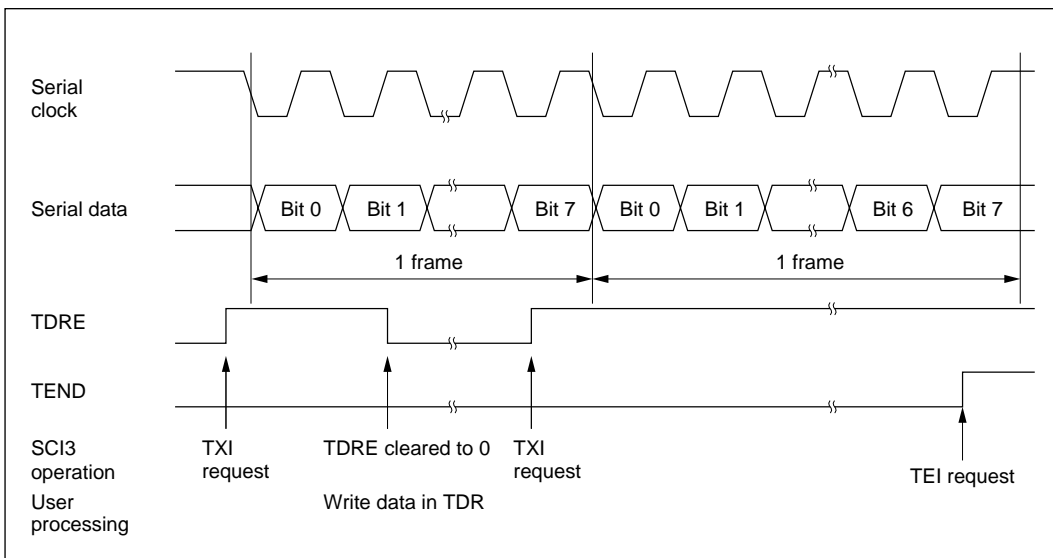 Serial
clock
Serial data
Bit 0
Bit 1
Bit 7
Bit 0
Bit 1
Bit 6
Bit 7
1 frame
1 frame
TDRE
TEND
SCI3
operation
TXI
request
TDRE cleared to 0
TXI
request
TEI request
User
processing
Write data in TDR